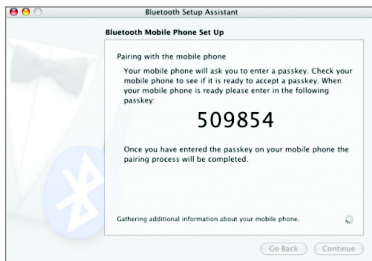 Bluetooth Setup Assistant
Bluetooth Mobile Phone Set Up
Pairing with the mobile phone
Your mobile phone will ask you to enter a passkey. Check your
mobile phone to see if it is ready to accept a passkey. When
your mobile phone is ready please enter in the following
passkey:
509854
Once you have entered the passkey on your mobile phone the
pairing process will be completed.
Gathering additional information about your mobile phone.
Go Back
Continue